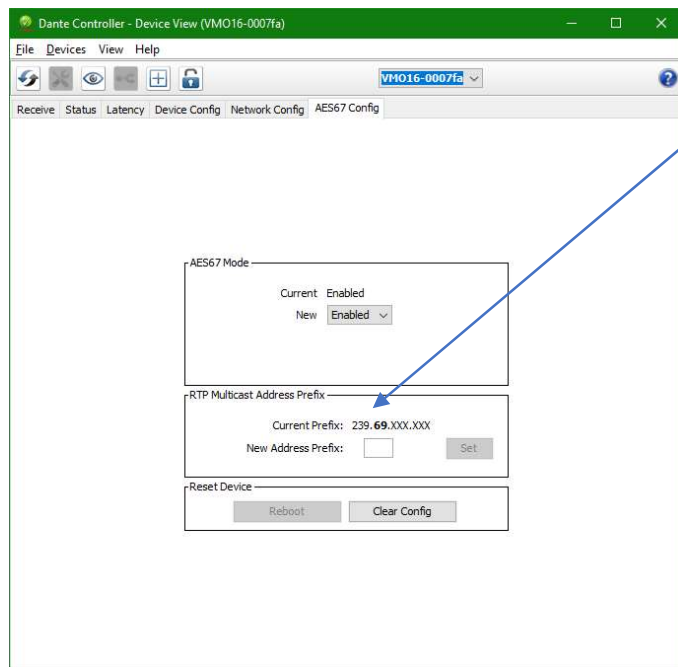 Dante Controller - Device View (VMO16-0007fa)
File Devices View Help
VMO16-0007fa
Receive Status Latency Device Config Network Config AES67 Config
AES67 Mode
Current Enabled
New Enabled
RTP Multicast Address Prefix
Current Prefix: 239.69.XXX.XXX
New Address Prefix: Set
Reset Device
Reboot Clear Config